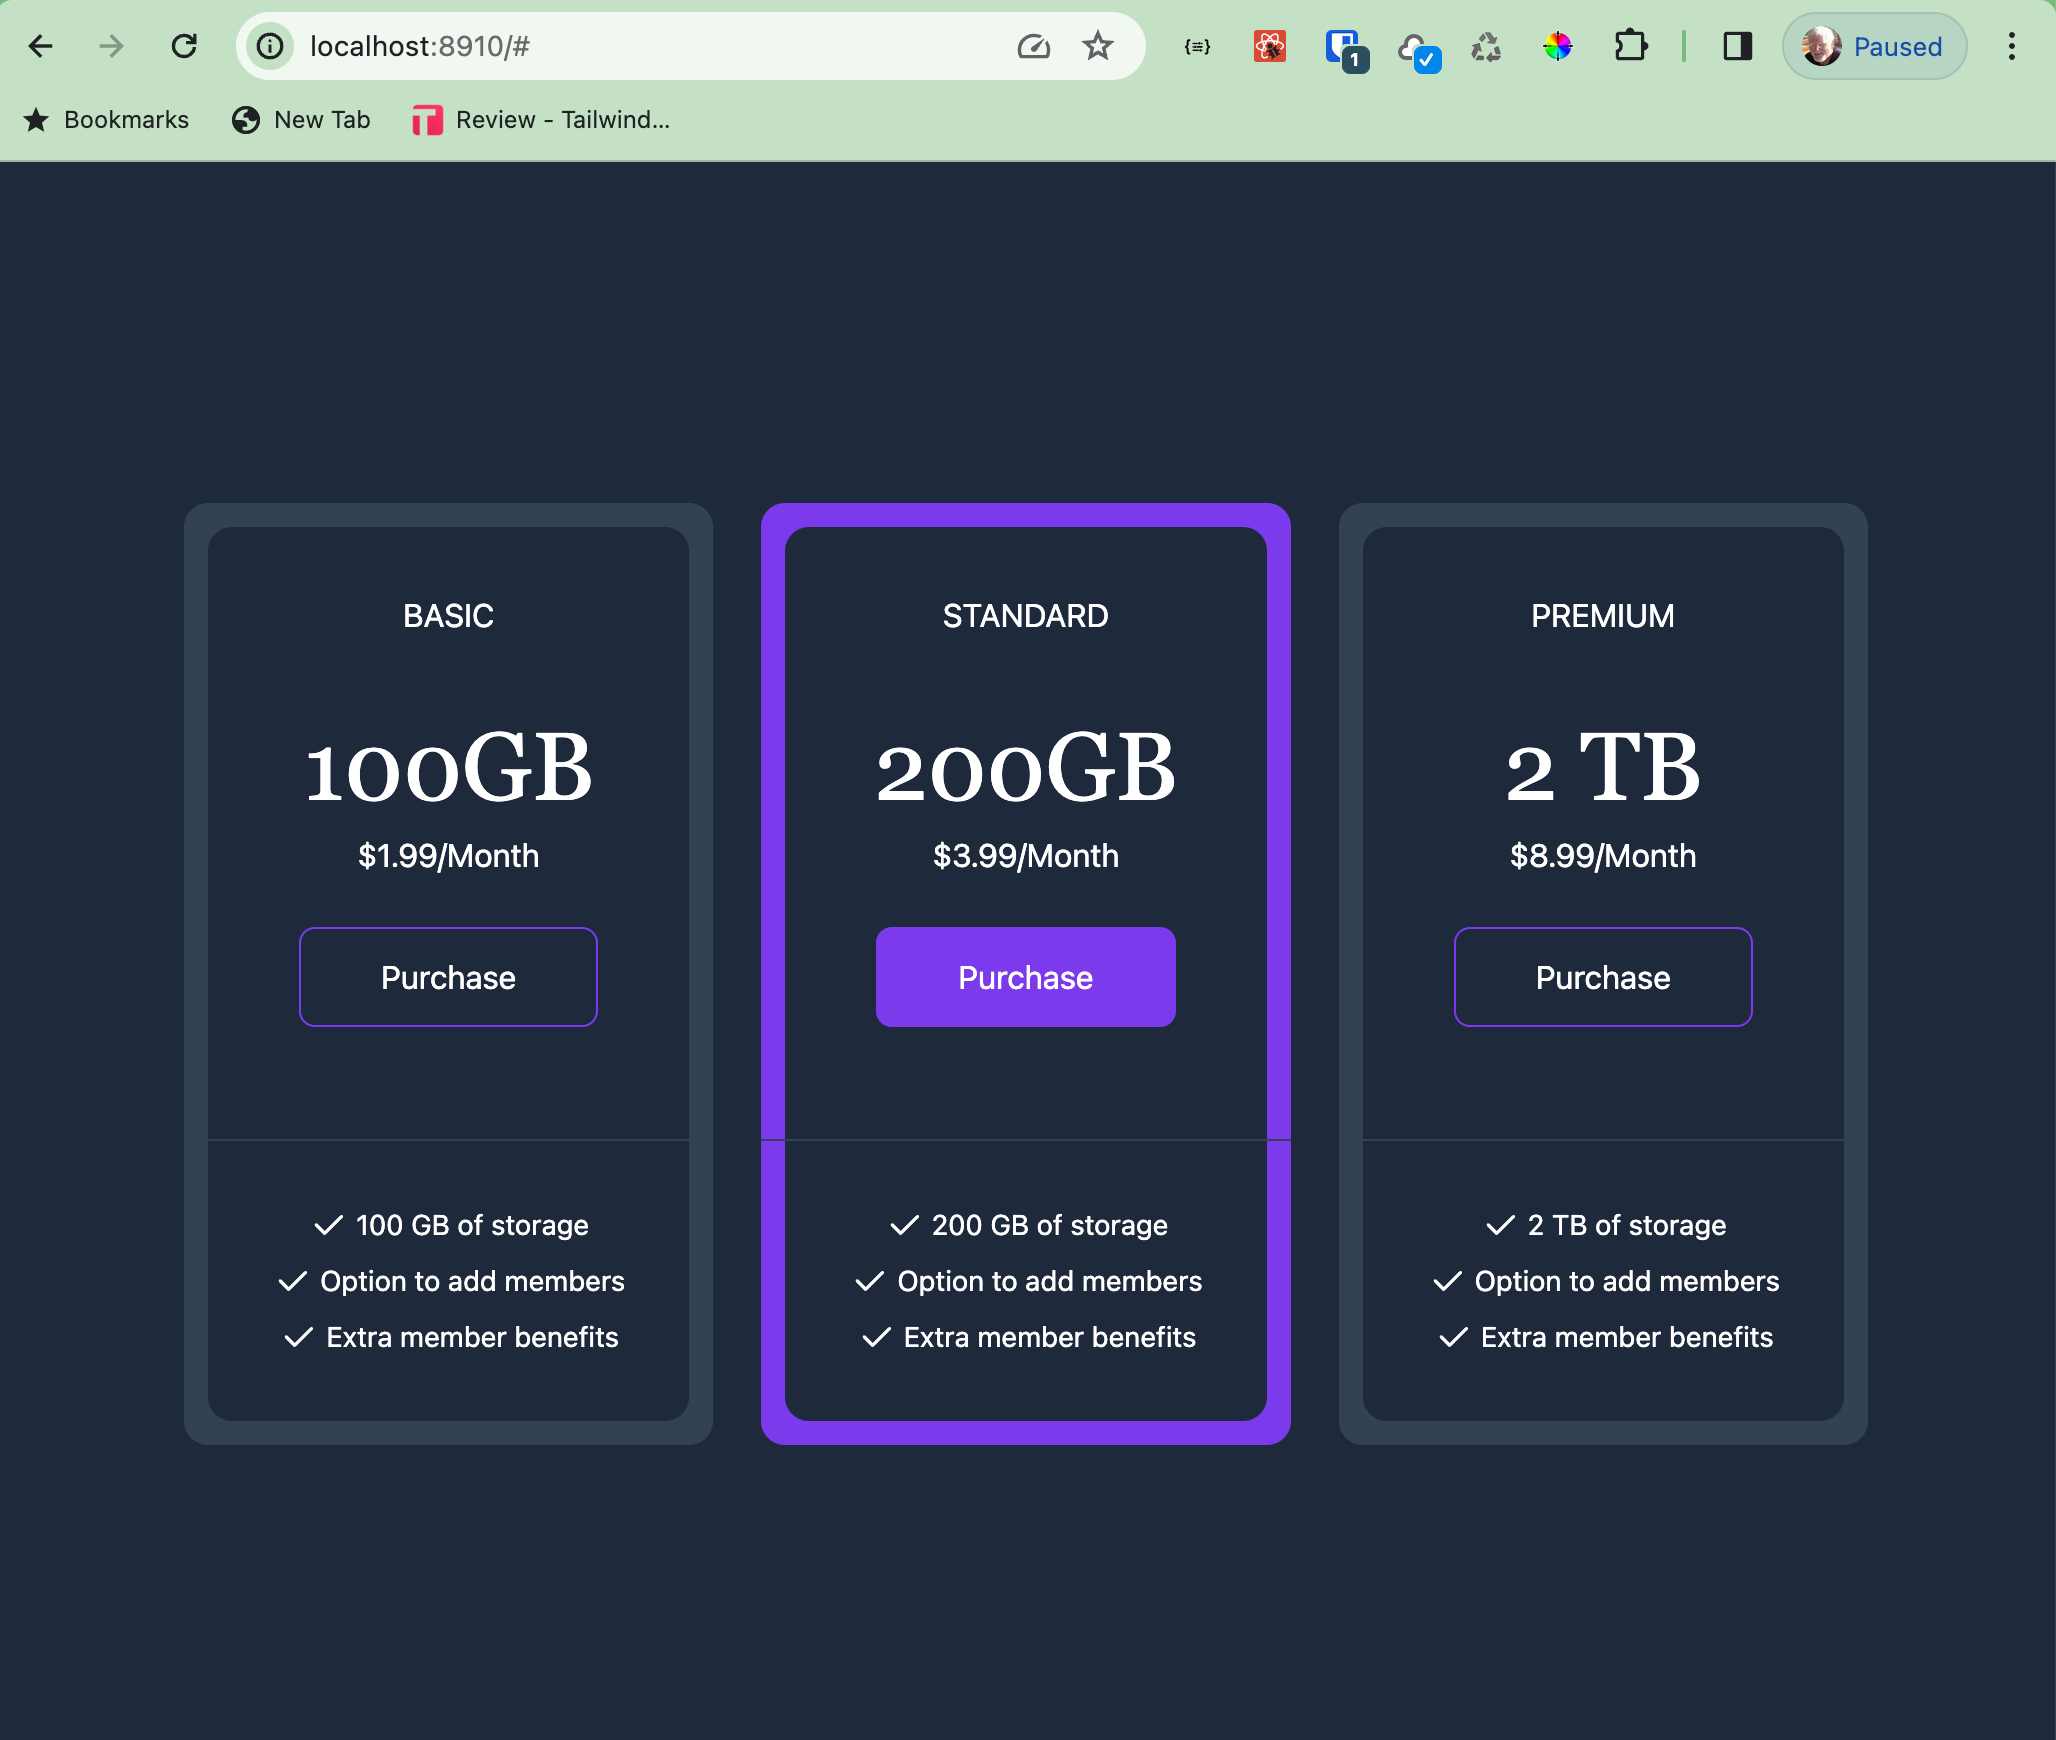 localhost:8910/#
{≡}
1
Paused
Bookmarks
New Tab
Review - Tailwind...
BASIC
100GB
$1.99/Month
Purchase
100 GB of storage
Option to add members
Extra member benefits
STANDARD
200GB
$3.99/Month
Purchase
200 GB of storage
Option to add members
Extra member benefits
PREMIUM
2 TB
$8.99/Month
Purchase
2 TB of storage
Option to add members
Extra member benefits